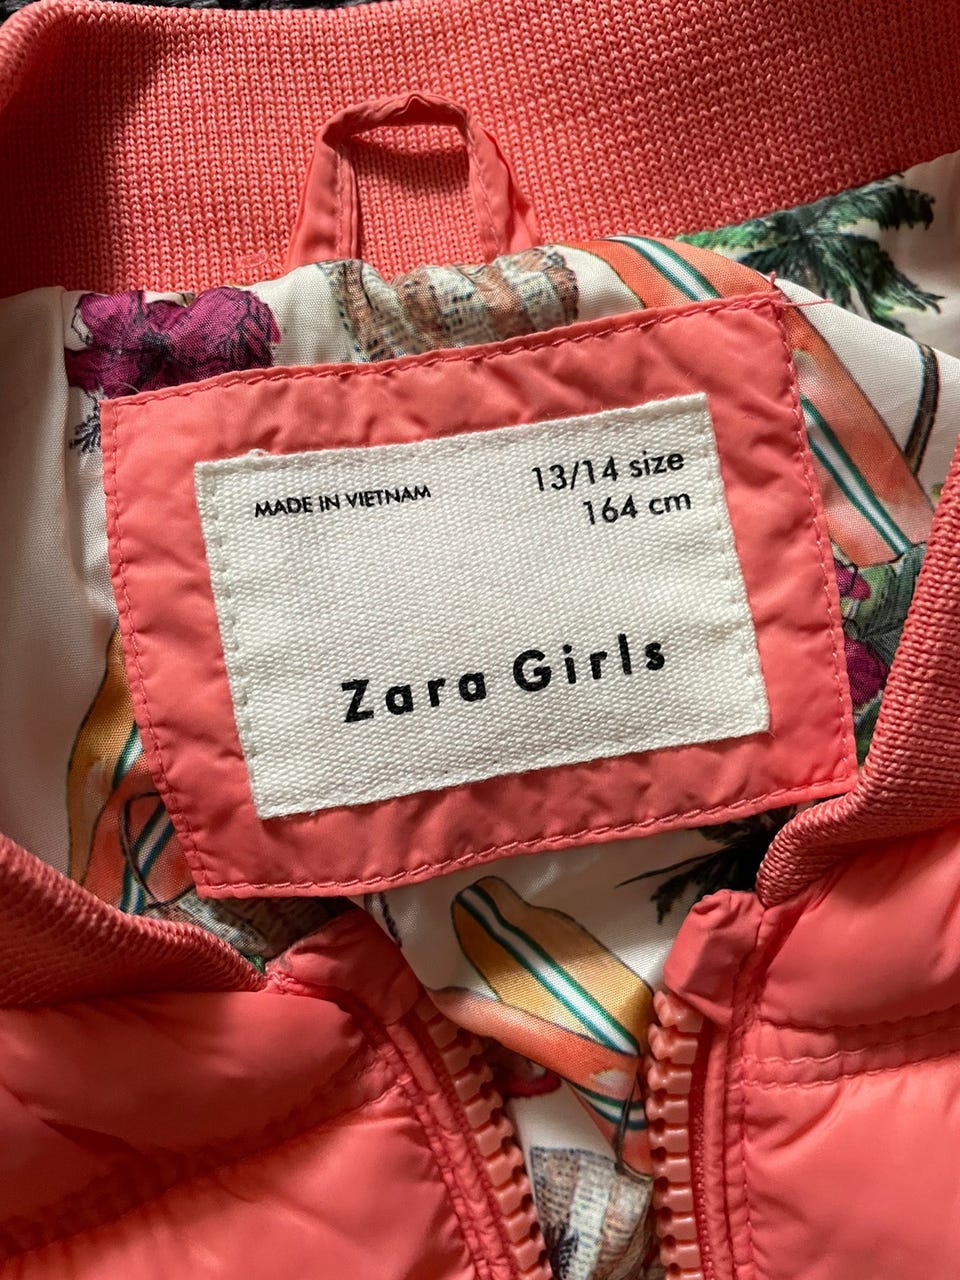 MADE IN VIETNAM
13/14 size
164 cm
Zara Girls